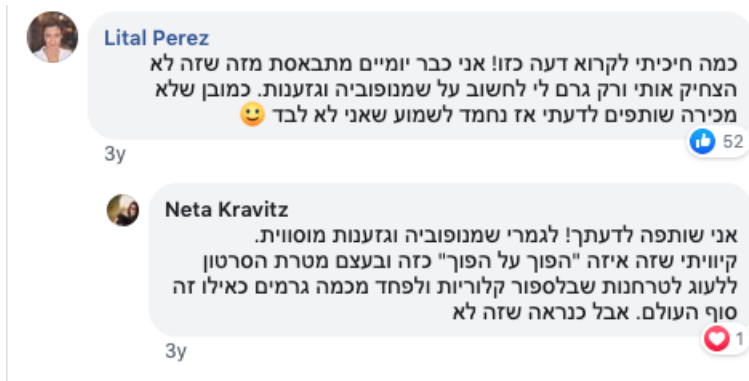 Lital Perez
כמה חיכיתי לקרוא דעה כזו! אני כבר יומיים מתבאסת מזה שזה לא
הצחיק אותי ורק גרם לי לחשוב על שמנופוביה וגזענות. כמובן שלא
מכירה שותפים לדעתי אז נחמד לשמוע שאני לא לבד 🙂
52
3y
Neta Kravitz
אני שותפה לדעתך! לגמרי שמנופוביה וגזענות מוסווית.
קיוויתי שזה איזה "הפוך על הפוך" כזה ובעצם מטרת הסרטון
ללעוג לטרחנות שבלספור קלוריות ולפחד מכמה גרמים כאילו זה
סוף העולם. אבל כנראה שזה לא
1
3y